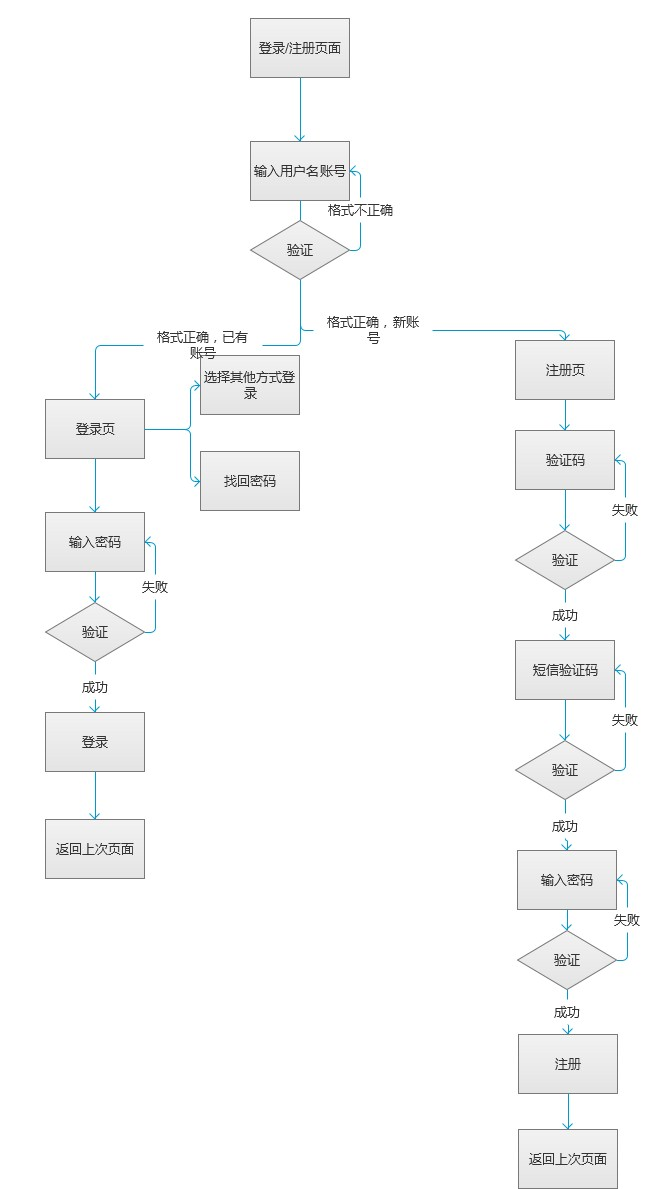 登录/注册页面
输入用户名账号
格式不正确
验证
格式正确，已有
账号
格式正确，新账
号
选择其他方式登
录
登录页
找回密码
输入密码
失败
验证
成功
登录
返回上次页面
注册页
验证码
失败
验证
成功
短信验证码
失败
验证
成功
输入密码
失败
验证
成功
注册
返回上次页面